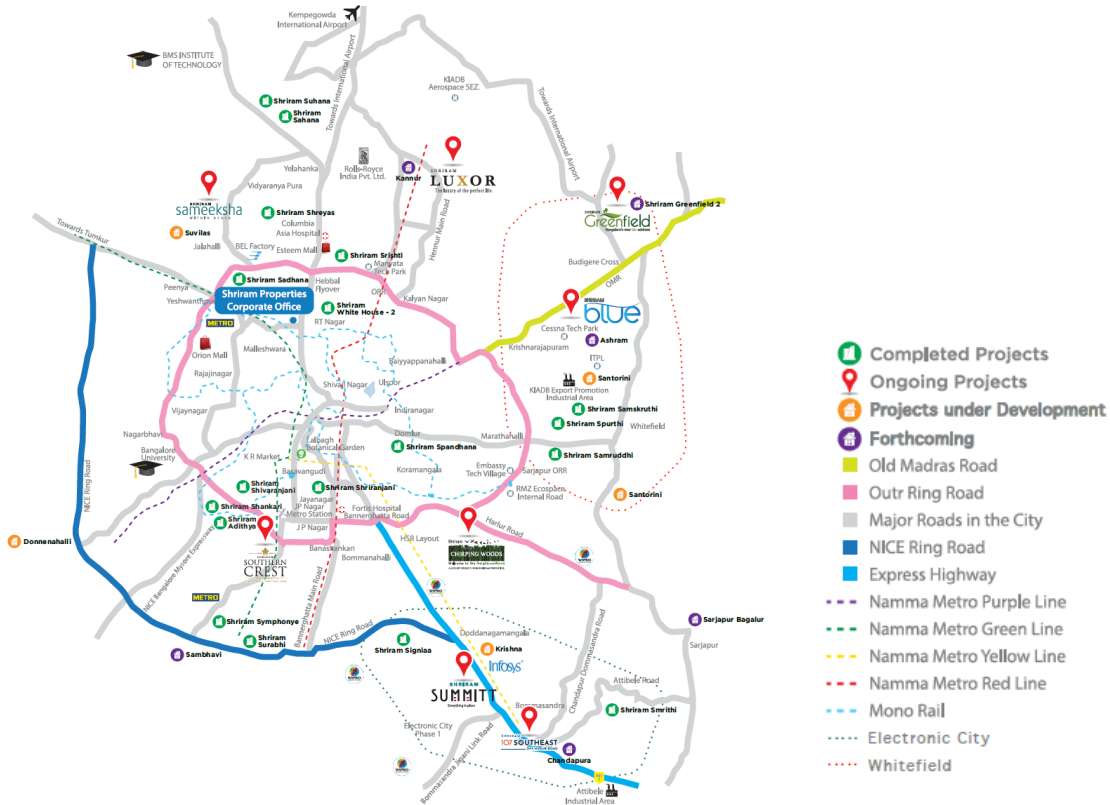 Kempegowda
International Airport
BMS INSTITUTE
OF TECHNOLOGY
Towards International Airport
KIADB
Aerospace SEZ.
Towards International Airport
Shriram Suhana
Shriram
Sahana
Yelahanka
Rolls-Royce
India Pvt. Ltd.
Kannur
SHRIRAM
LUXOR
The luxury of the perfect life
Vidyaranya Pura
SHRIRAM
sameeksha
Shriram Shreyas
Columbia
Asia Hospital
Hennur Main Road
Shriram Greenfield 2
SHRIRAM
Greenfield
Towards Tumkur
Suvilas
Jalahalli
BEL Factory
Esteem Mall
Shriram Srishti
Manyata
Tech Park
Budigere Cross
OMR
Peenya
Shriram Sadhana
Hebbal
Flyover
ORR
Kalyan Nagar
Yeshwanthpur
Shriram Properties
Corporate Office
Shriram
White House - 2
RT Nagar
SHRIRAM
blue
METRO
Cessna Tech Park
Ashram
Krishnarajapuram
Orion Mall
Malleshwara
Baiyyappanahalli
ITPL
Rajajinagar
Shivaji Nagar
Ulsoor
Santorini
KIADB Export Promotion
Industrial Area
Vijaynagar
Indiranagar
Shriram Samskruthi
Shriram Spurthi
Whitefield
Nagarbhavi
Domlur
Marathahalli
Lalbagh
Botanical Garden
Shriram Spandhana
Shriram Samruddhi
Bangalore
University
K R Market
Basavangudi
Koramangala
Embassy
Tech Village
Sarjapur ORR
NICE Ring Road
Shriram
Shivaranjani
Shriram Shriranjani
RMZ Ecospace
Internal Road
Santorini
Jayanagar
JP Nagar
Metro Station
Fortis Hospital
Bannerghatta Road
Shriram Shankari
Shriram
Adithya
J P Nagar
HSR Layout
Harlur Road
Donnenahalli
SHRIRAM
SOUTHERN
CREST
Banashankari
Bommanahalli
CHIRPING WOODS
WIPRO
NICE Bangalore Mysore Expressway
METRO
WIPRO
Bannerghatta Main Road
Shriram Symphonye
Shriram
Surabhi
NICE Ring Road
Sambhavi
Shriram Signiaa
Doddanagamangala
Krishna
Infosys
Chandapur Dommasandra Road
Sarjapur Bagalur
Sarjapur
WIPRO
SHRIRAM
SUMMITT
Attibele Road
Bommasandra
Shriram Smrithi
Electronic City
Phase 1
SHRIRAM
107 SOUTHEAST
Bommasandra Jigani Link Road
WIPRO
Chandapura
Attibele
Industrial Area
Completed Projects
Ongoing Projects
Projects under Development
Forthcoming
Old Madras Road
Outr Ring Road
Major Roads in the City
NICE Ring Road
Express Highway
Namma Metro Purple Line
Namma Metro Green Line
Namma Metro Yellow Line
Namma Metro Red Line
Mono Rail
Electronic City
Whitefield